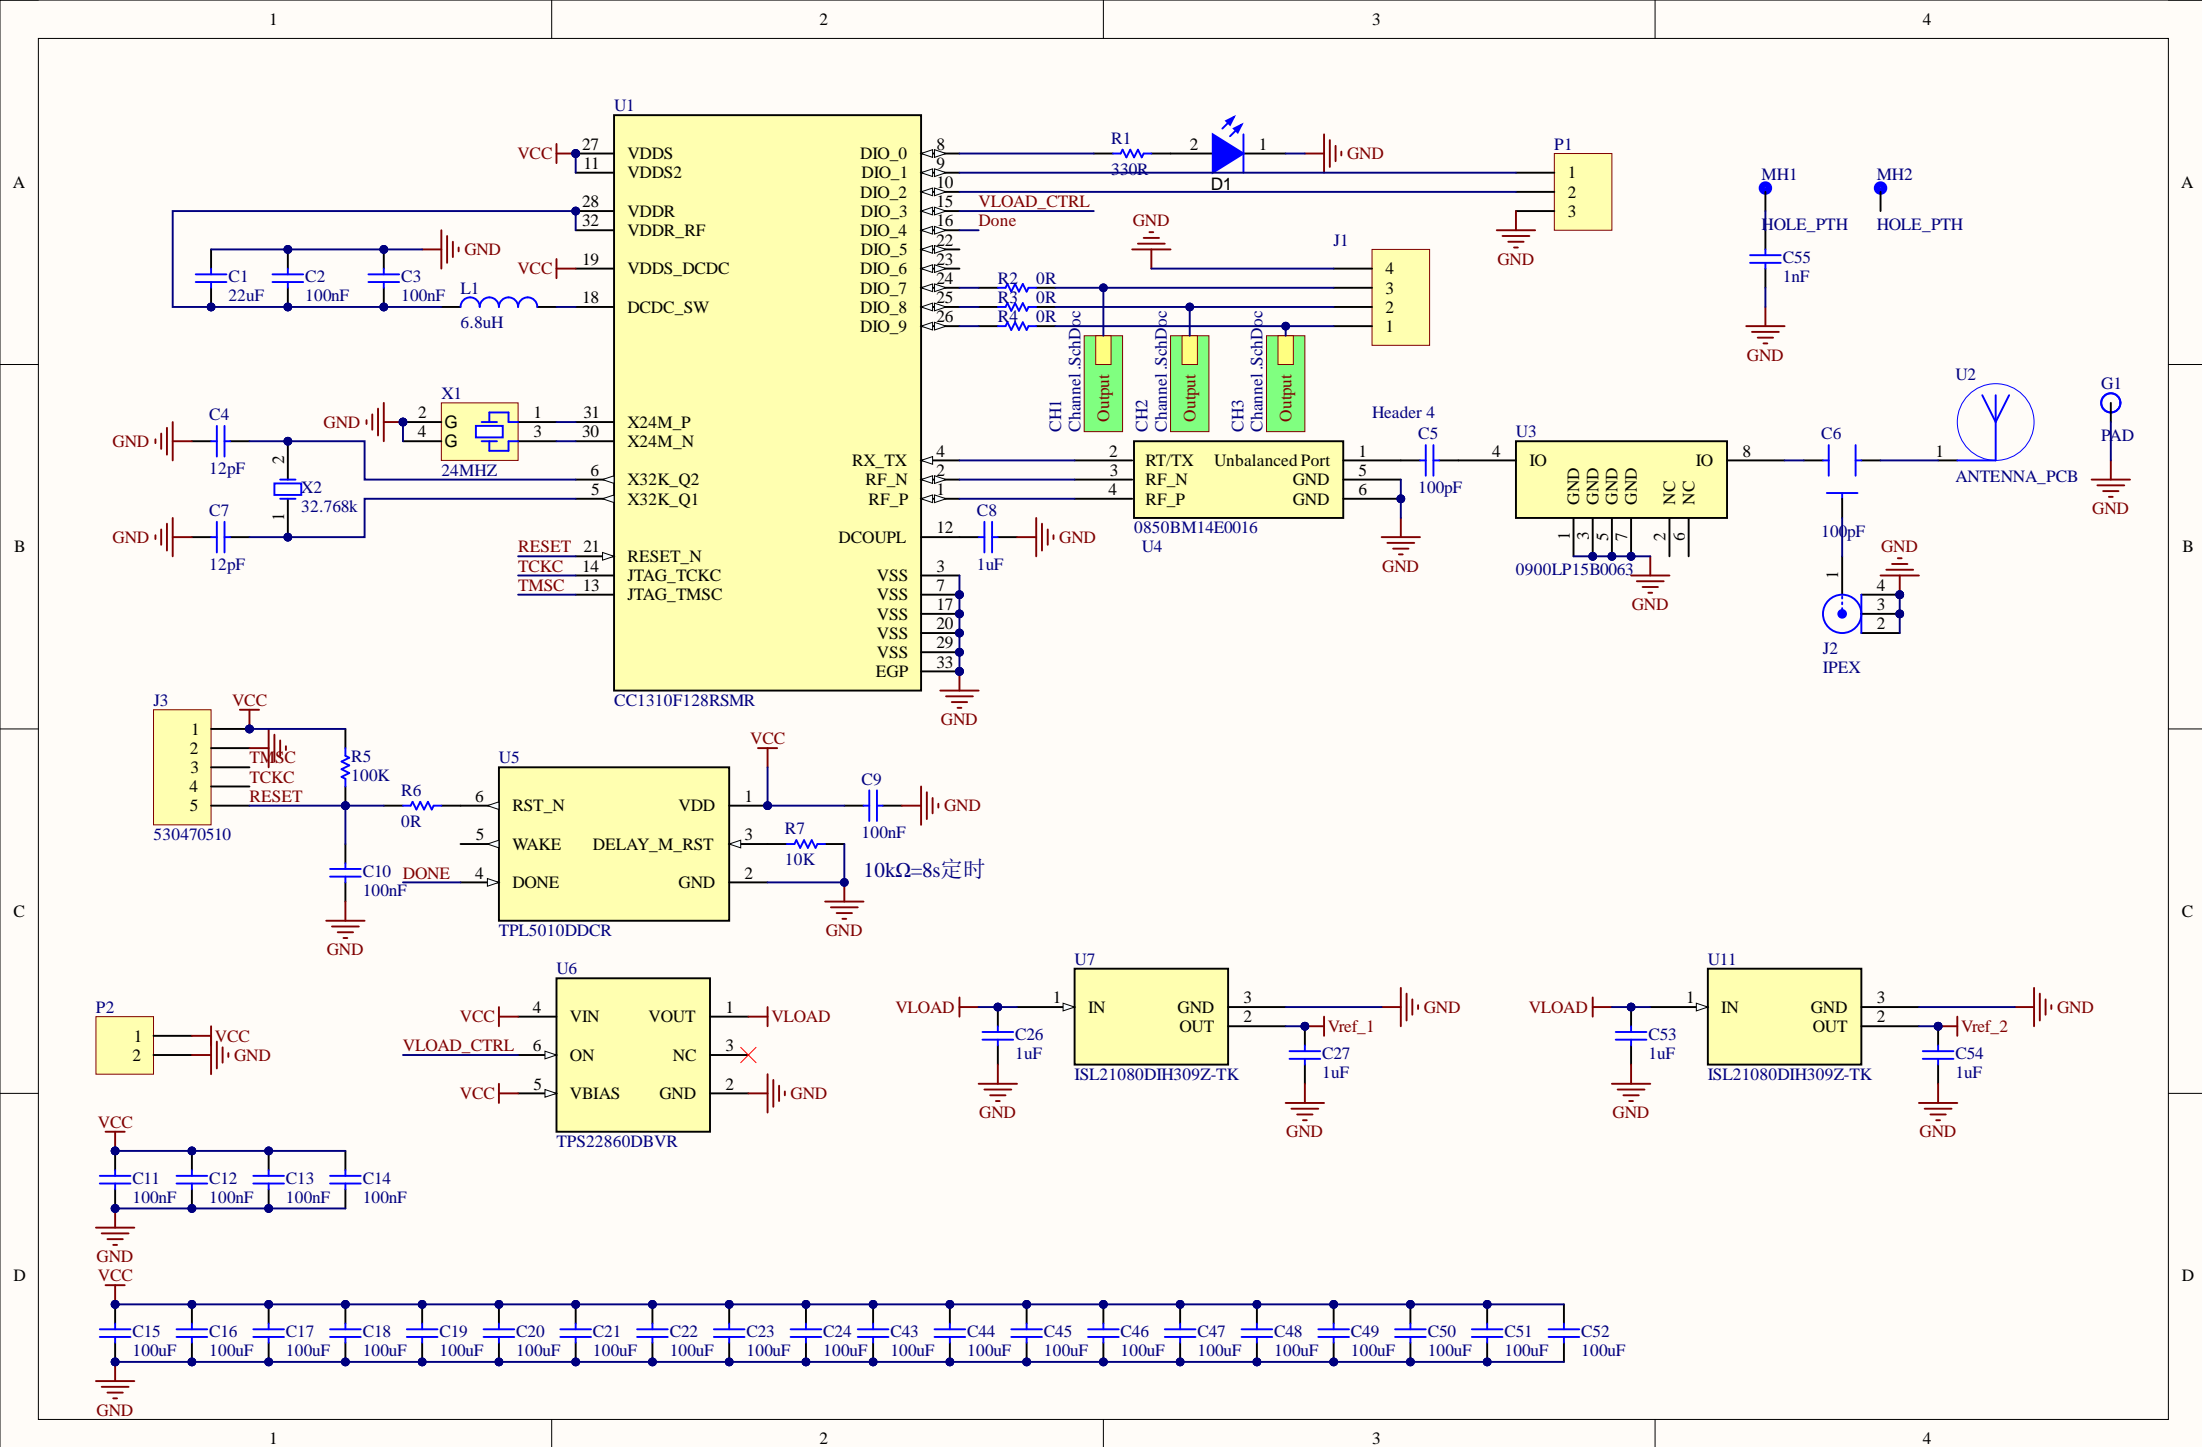 1 2 3 4
A A
B B
C C
D D
1 2 3 4
U1
VCC
27 VDDS
11 VDDS2
28 VDDR
32 VDDR_RF
VCC 19 VDDS_DCDC
18 DCDC_SW
31 X24M_P
30 X24M_N
6 X32K_Q2
5 X32K_Q1
RESET 21 RESET_N
TCKC 14 JTAG_TCKC
TMSC 13 JTAG_TMSC
DIO_0 8
DIO_1 9
DIO_2 10
DIO_3 15 VLOAD_CTRL
DIO_4 16 Done
DIO_5 22
DIO_6 23
DIO_7 24
DIO_8 25
DIO_9 26
RX_TX 4
RF_N 2
RF_P 1
DCOUPL 12
VSS 3
VSS 7
VSS 17
VSS 20
VSS 29
EGP 33
GND
CC1310F128RSMR
GND
C1
22uF
C2
100nF
C3
100nF
L1
6.8uH
X1
GND
2 G 1
4 G 3
24MHZ
C4
GND
12pF
2
X2
32.768k
1
C7
GND
12pF
R1
330R
2 1
D1
GND
P1
1
2
3
GND
GND
J1
4
3
2
1
Header 4
R2 0R
R3 0R
R4 0R
CH1
Channel.SchDoc
Output
CH2
Channel.SchDoc
Output
CH3
Channel.SchDoc
Output
MH1
HOLE_PTH
C55
1nF
GND
MH2
HOLE_PTH
C8
1uF
GND
2 RT/TX Unbalanced Port 1
3 RF_N GND 5
4 RF_P GND 6
0850BM14E0016
U4
GND
C5
100pF
U3
4 IO IO 8
GND GND GND GND NC NC
1 3 5 7 2 6
0900LP15B0063
GND
C6
100pF
1
U2
ANTENNA_PCB
G1
PAD
GND
GND
1
4
3
2
J2
IPEX
J3
VCC
1
2
3 TMSC
4 TCKC
5 RESET
530470510
R5
100K
R6
0R
C10
100nF
GND
U5
6 RST_N VDD 1
5 WAKE DELAY_M_RST 3
DONE 4 DONE GND 2
TPL5010DDCR
VCC
C9
100nF
GND
R7
10K
10kΩ=8s定时
GND
P2
1 VCC
2 GND
U6
VCC 4 VIN VOUT 1 VLOAD
VLOAD_CTRL 6 ON NC 3
VCC 5 VBIAS GND 2 GND
TPS22860DBVR
U7
VLOAD 1 IN GND 3 GND
OUT 2 Vref_1
C26
1uF
GND
C27
1uF
GND
ISL21080DIH309Z-TK
U11
VLOAD 1 IN GND 3 GND
OUT 2 Vref_2
C53
1uF
GND
C54
1uF
GND
ISL21080DIH309Z-TK
VCC
C11 C12 C13 C14
100nF 100nF 100nF 100nF
GND
VCC
C15 C16 C17 C18 C19 C20 C21 C22 C23 C24 C43 C44 C45 C46 C47 C48 C49 C50 C51 C52
100uF 100uF 100uF 100uF 100uF 100uF 100uF 100uF 100uF 100uF 100uF 100uF 100uF 100uF 100uF 100uF 100uF 100uF 100uF 100uF
GND